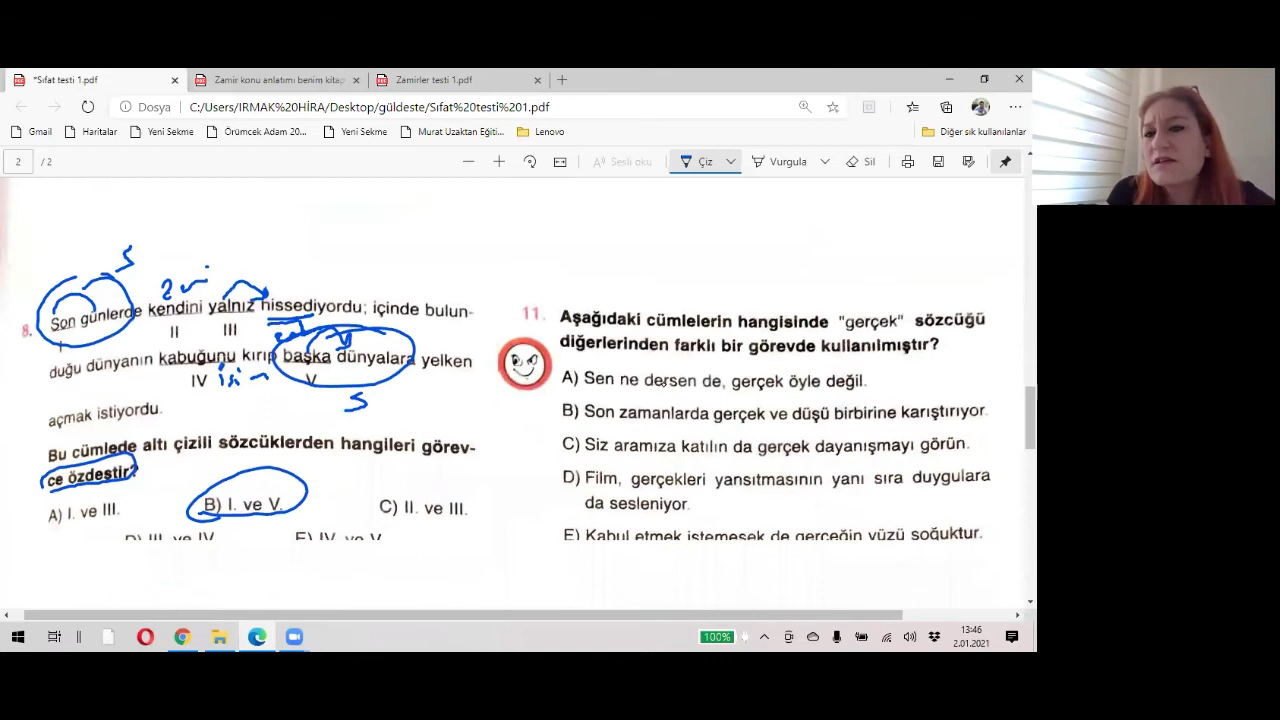 *Sıfat testi 1.pdf
Zamir konu anlatımı benim kitap
Zamirler testi 1.pdf
Dosya
C:/Users/IRMAK%20HİRA/Desktop/güldeste/Sıfat%20testi%201.pdf
Gmail
Haritalar
Yeni Sekme
Örümcek Adam 20...
Yeni Sekme
Murat Uzaktan Eğiti...
Lenovo
Diğer sık kullanılanlar
2 / 2
Sesli oku
Çiz
Vurgula
Sil
S
8. Son günlerde kendini yalnız hissediyordu; içinde bulun-
I II III
duğu dünyanın kabuğunu kırıp başka dünyalara yelken
IV isim V
S
açmak istiyordu.
Bu cümlede altı çizili sözcüklerden hangileri görev-
ce özdeştir?
A) I. ve III.
B) I. ve V.
C) II. ve III.
D) III. ve IV.
E) IV. ve V.
11. Aşağıdaki cümlelerin hangisinde "gerçek" sözcüğü
diğerlerinden farklı bir görevde kullanılmıştır?
A) Sen ne dersen de, gerçek öyle değil.
B) Son zamanlarda gerçek ve düşü birbirine karıştırıyor.
C) Siz aramıza katılın da gerçek dayanışmayı görün.
D) Film, gerçekleri yansıtmasının yanı sıra duygulara
da sesleniyor.
E) Kabul etmek istemesek de gerçeğin yüzü soğuktur.
100%
13:46
2.01.2021